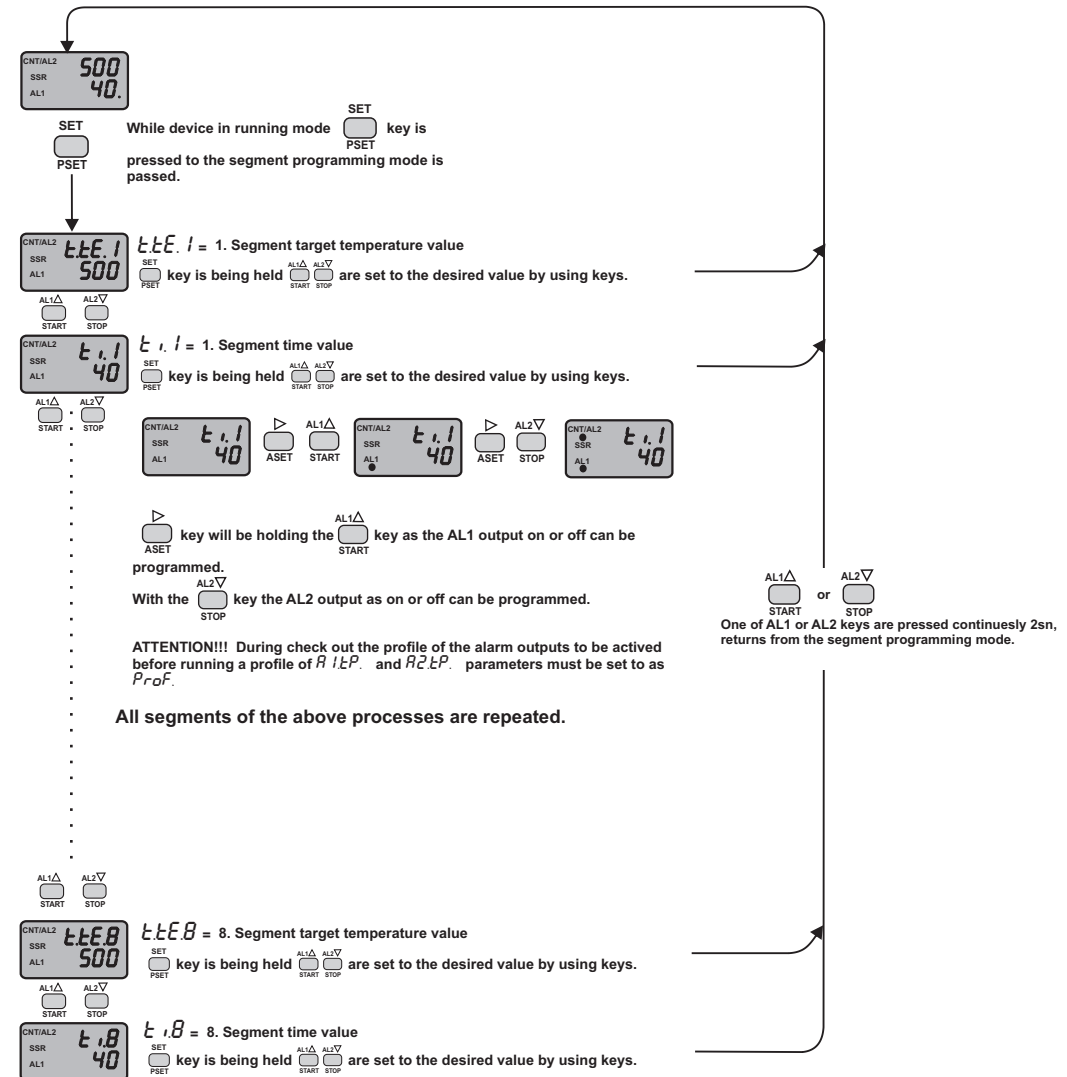 CNT/AL2 500
SSR
AL1 40.
SET
PSET
While device in running mode SET PSET key is
pressed to the segment programming mode is
passed.
CNT/AL2 t.tE.1
SSR
AL1 500
t.tE.1 = 1. Segment target temperature value
SET PSET key is being held AL1△ START AL2▽ STOP are set to the desired value by using keys.
AL1△ AL2▽
START STOP
CNT/AL2 ti.1
SSR
AL1 40
ti.1 = 1. Segment time value
SET PSET key is being held AL1△ START AL2▽ STOP are set to the desired value by using keys.
AL1△ AL2▽
START STOP
CNT/AL2 ti.1
SSR
AL1 40
▷ ASET
AL1△ START
CNT/AL2 ti.1
SSR
AL1 40
▷ ASET
AL2▽ STOP
CNT/AL2 ti.1
SSR
AL1 40
▷ ASET key will be holding the AL1△ START key as the AL1 output on or off can be
programmed.
With the AL2▽ STOP key the AL2 output as on or off can be programmed.
ATTENTION!!! During check out the profile of the alarm outputs to be actived
before running a profile of A1.tP. and A2.tP. parameters must be set to as
ProF.
All segments of the above processes are repeated.
AL1△ START or AL2▽ STOP
One of AL1 or AL2 keys are pressed continuesly 2sn,
returns from the segment programming mode.
AL1△ AL2▽
START STOP
CNT/AL2 t.tE.8
SSR
AL1 500
t.tE.8 = 8. Segment target temperature value
SET PSET key is being held AL1△ START AL2▽ STOP are set to the desired value by using keys.
AL1△ AL2▽
START STOP
CNT/AL2 ti.8
SSR
AL1 40
ti.8 = 8. Segment time value
SET PSET key is being held AL1△ START AL2▽ STOP are set to the desired value by using keys.